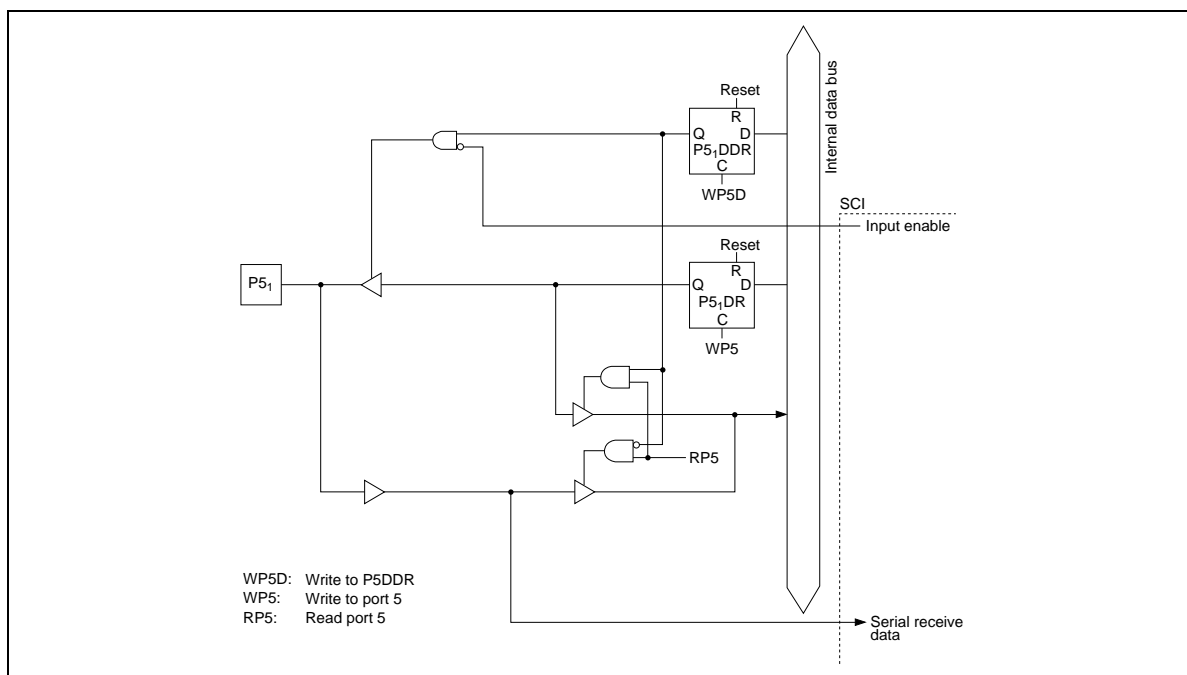 Reset
R
Q D
P5₁DDR
C
WP5D
Internal data bus
SCI
Input enable
Reset
R
P5₁
Q D
P5₁DR
C
WP5
RP5
WP5D: Write to P5DDR
WP5: Write to port 5
RP5: Read port 5
Serial receive
data